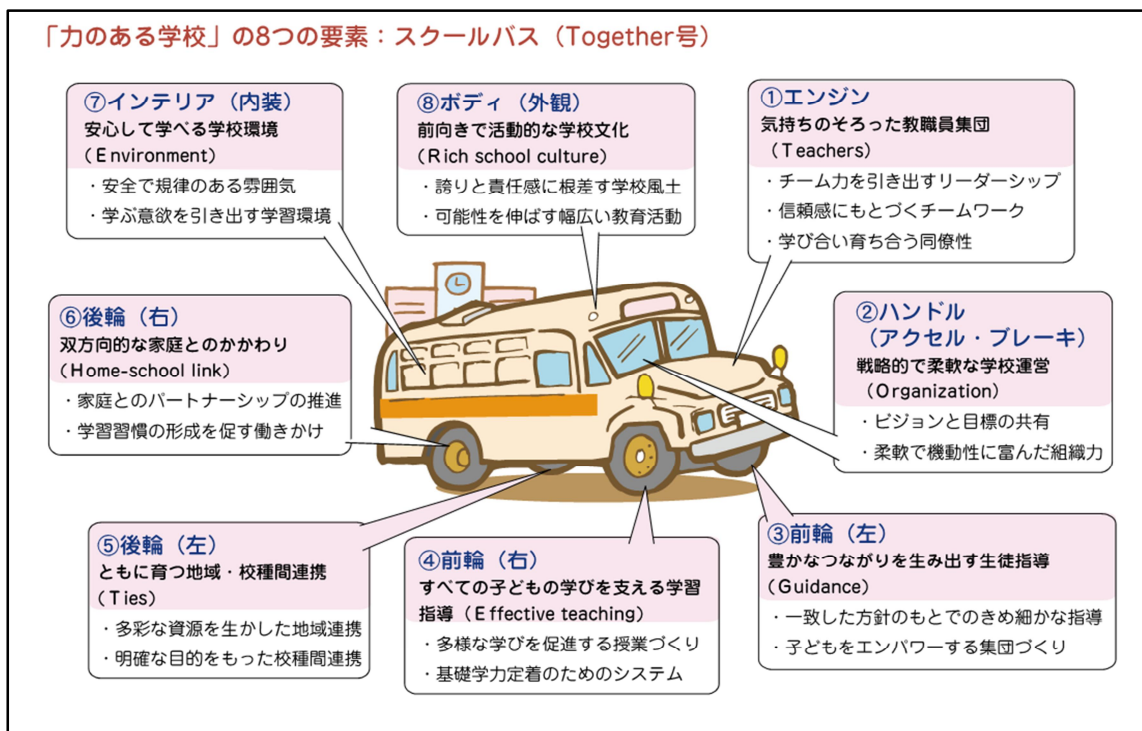 「力のある学校」の8つの要素：スクールバス（Together号）
①エンジン
気持ちのそろった教職員集団
（Teachers）
・チーム力を引き出すリーダーシップ
・信頼感にもとづくチームワーク
・学び合い育ち合う同僚性
②ハンドル
（アクセル・ブレーキ）
戦略的で柔軟な学校運営
（Organization）
・ビジョンと目標の共有
・柔軟で機動性に富んだ組織力
③前輪（左）
豊かなつながりを生み出す生徒指導
（Guidance）
・一致した方針のもとでのきめ細かな指導
・子どもをエンパワーする集団づくり
④前輪（右）
すべての子どもの学びを支える学習
指導（Effective teaching）
・多様な学びを促進する授業づくり
・基礎学力定着のためのシステム
⑤後輪（左）
ともに育つ地域・校種間連携
（Ties）
・多彩な資源を生かした地域連携
・明確な目的をもった校種間連携
⑥後輪（右）
双方向的な家庭とのかかわり
（Home-school link）
・家庭とのパートナーシップの推進
・学習習慣の形成を促す働きかけ
⑦インテリア（内装）
安心して学べる学校環境
（Environment）
・安全で規律のある雰囲気
・学ぶ意欲を引き出す学習環境
⑧ボディ（外観）
前向きで活動的な学校文化
（Rich school culture）
・誇りと責任感に根差す学校風土
・可能性を伸ばす幅広い教育活動